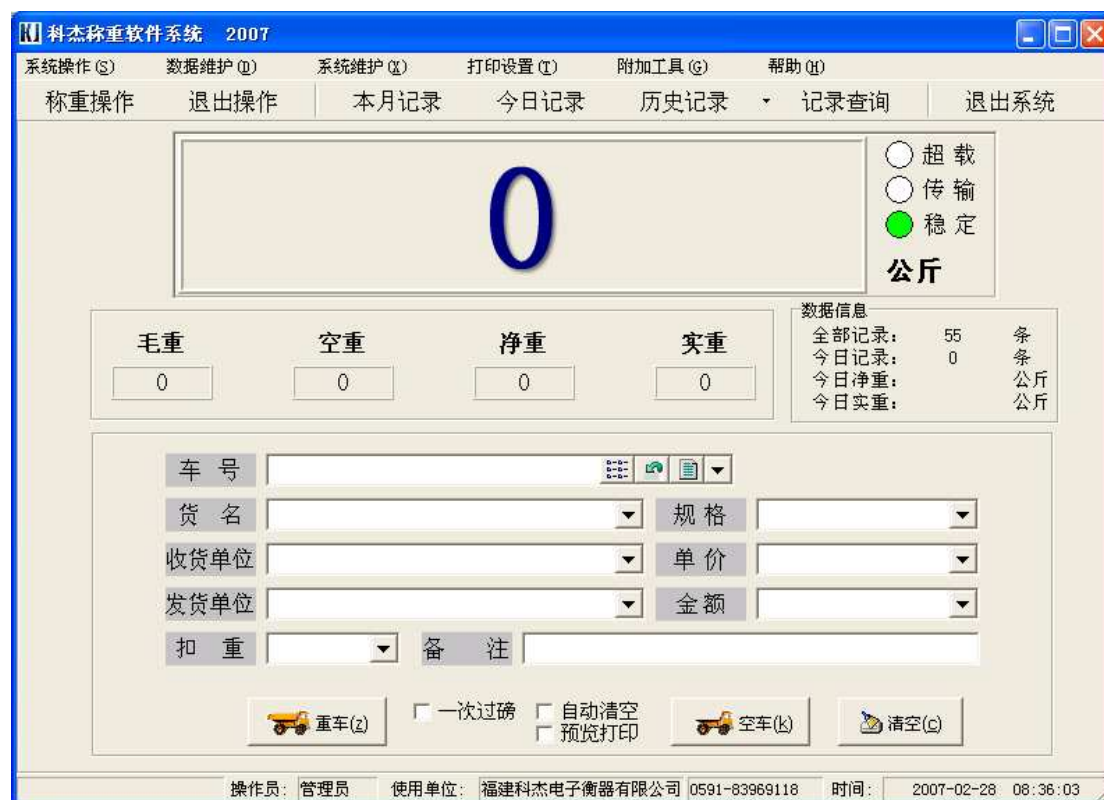 KJ 科杰称重软件系统 2007
系统操作(S) 数据维护(D) 系统维护(X) 打印设置(T) 附加工具(G) 帮助(H)
称重操作 退出操作 本月记录 今日记录 历史记录 记录查询 退出系统
0
超载
传输
稳定
公斤
毛重 空重 净重 实重
0 0 0 0
数据信息
全部记录: 55 条
今日记录: 0 条
今日净重: 公斤
今日实重: 公斤
车号
货名 规格
收货单位 单价
发货单位 金额
扣重 备注
重车(z) 一次过磅 自动清空 空车(k) 清空(c)
预览打印
操作员: 管理员 使用单位: 福建科杰电子衡器有限公司 0591-83969118 时间: 2007-02-28 08:36:03